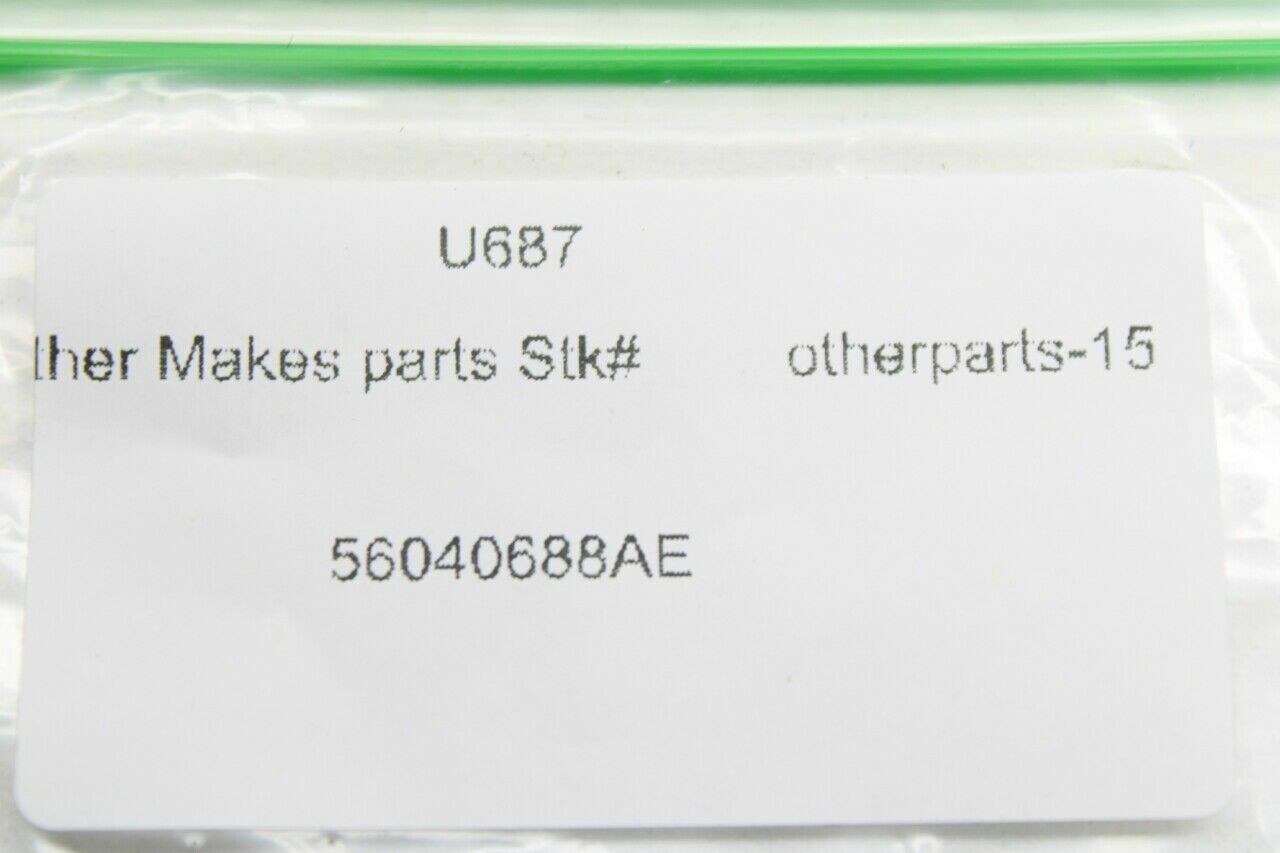 U687
ther Makes parts Stk# otherparts-15
56040688AE